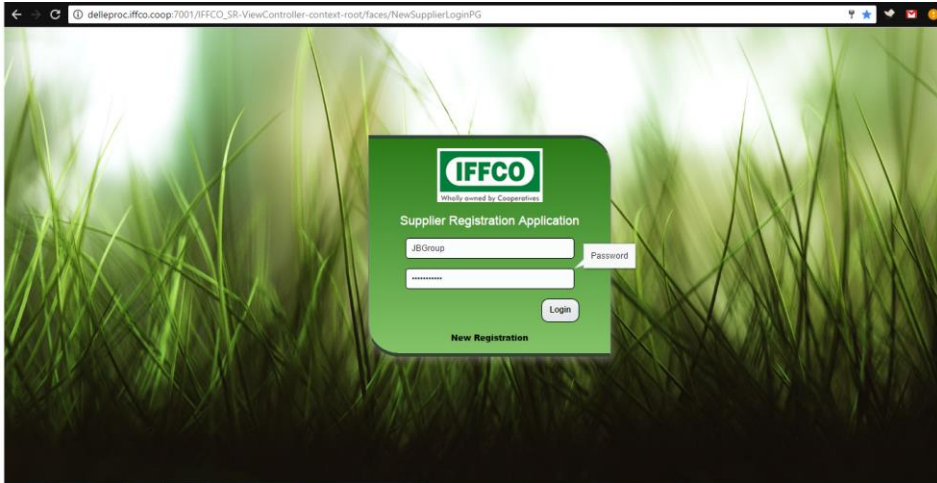 delleproc.iffco.coop:7001/IFFCO_SR-ViewController-context-root/faces/NewSupplierLoginPG
IFFCO
Wholly owned by Cooperatives
Supplier Registration Application
JBGroup
Password
•••••••••••
Login
New Registration